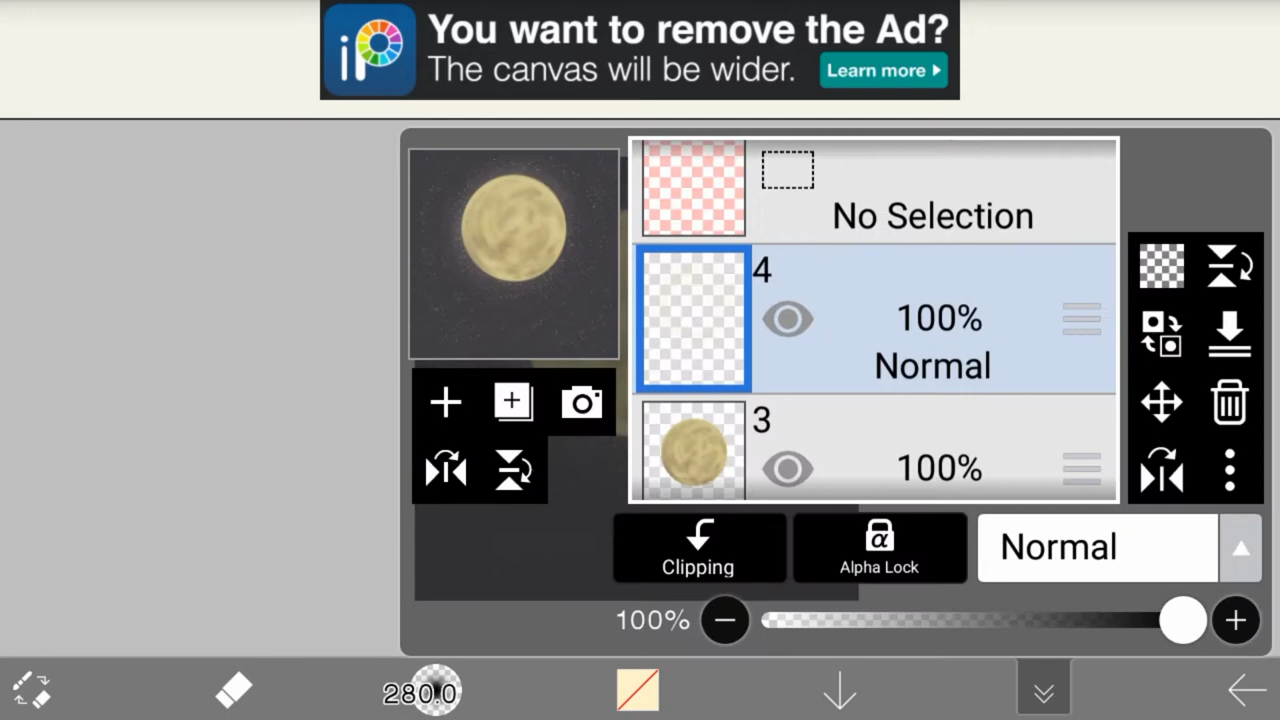 iP
You want to remove the Ad?
The canvas will be wider.
Learn more
No Selection
4
100%
Normal
3
100%
Clipping
α
Alpha Lock
Normal
100%
280.0